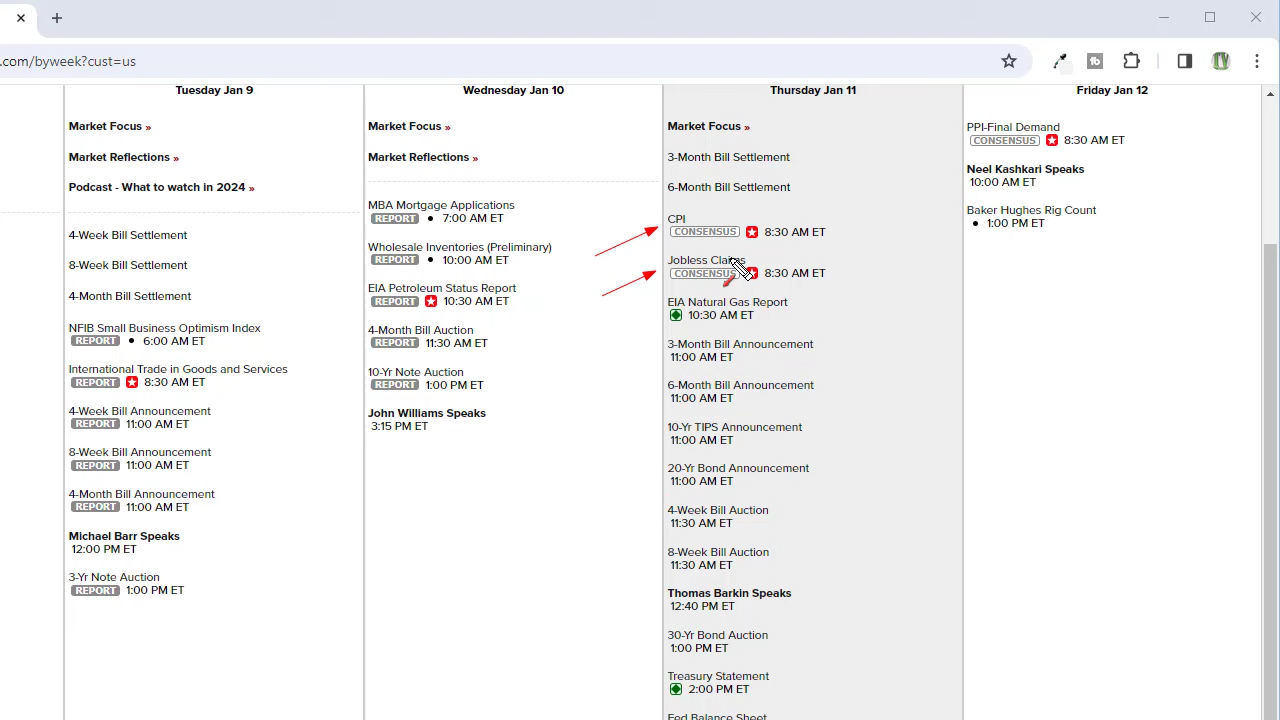 .com/byweek?cust=us
Tuesday Jan 9
Market Focus »
Market Reflections »
Podcast - What to watch in 2024 »
4-Week Bill Settlement
8-Week Bill Settlement
4-Month Bill Settlement
NFIB Small Business Optimism Index
REPORT 6:00 AM ET
International Trade in Goods and Services
REPORT 8:30 AM ET
4-Week Bill Announcement
REPORT 11:00 AM ET
8-Week Bill Announcement
REPORT 11:00 AM ET
4-Month Bill Announcement
REPORT 11:00 AM ET
Michael Barr Speaks
12:00 PM ET
3-Yr Note Auction
REPORT 1:00 PM ET
Wednesday Jan 10
Market Focus »
Market Reflections »
MBA Mortgage Applications
REPORT 7:00 AM ET
Wholesale Inventories (Preliminary)
REPORT 10:00 AM ET
EIA Petroleum Status Report
REPORT 10:30 AM ET
4-Month Bill Auction
REPORT 11:30 AM ET
10-Yr Note Auction
REPORT 1:00 PM ET
John Williams Speaks
3:15 PM ET
Thursday Jan 11
Market Focus »
3-Month Bill Settlement
6-Month Bill Settlement
CPI
CONSENSUS 8:30 AM ET
Jobless Claims
CONSENSUS 8:30 AM ET
EIA Natural Gas Report
10:30 AM ET
3-Month Bill Announcement
11:00 AM ET
6-Month Bill Announcement
11:00 AM ET
10-Yr TIPS Announcement
11:00 AM ET
20-Yr Bond Announcement
11:00 AM ET
4-Week Bill Auction
11:30 AM ET
8-Week Bill Auction
11:30 AM ET
Thomas Barkin Speaks
12:40 PM ET
30-Yr Bond Auction
1:00 PM ET
Treasury Statement
2:00 PM ET
Fed Balance Sheet
Friday Jan 12
PPI-Final Demand
CONSENSUS 8:30 AM ET
Neel Kashkari Speaks
10:00 AM ET
Baker Hughes Rig Count
1:00 PM ET